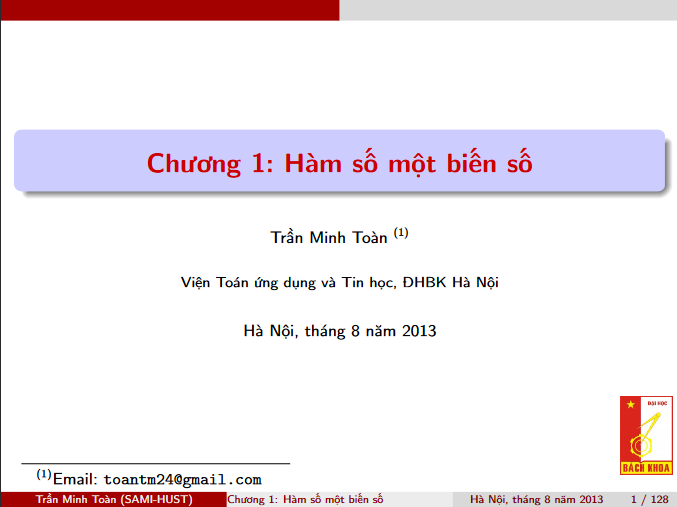 Chương 1: Hàm số một biến số
Trần Minh Toàn (1)
Viện Toán ứng dụng và Tin học, ĐHBK Hà Nội
Hà Nội, tháng 8 năm 2013
ĐẠI HỌC
BÁCH KHOA
(1)Email: toantm24@gmail.com
Trần Minh Toàn (SAMI-HUST) Chương 1: Hàm số một biến số Hà Nội, tháng 8 năm 2013 1 / 128